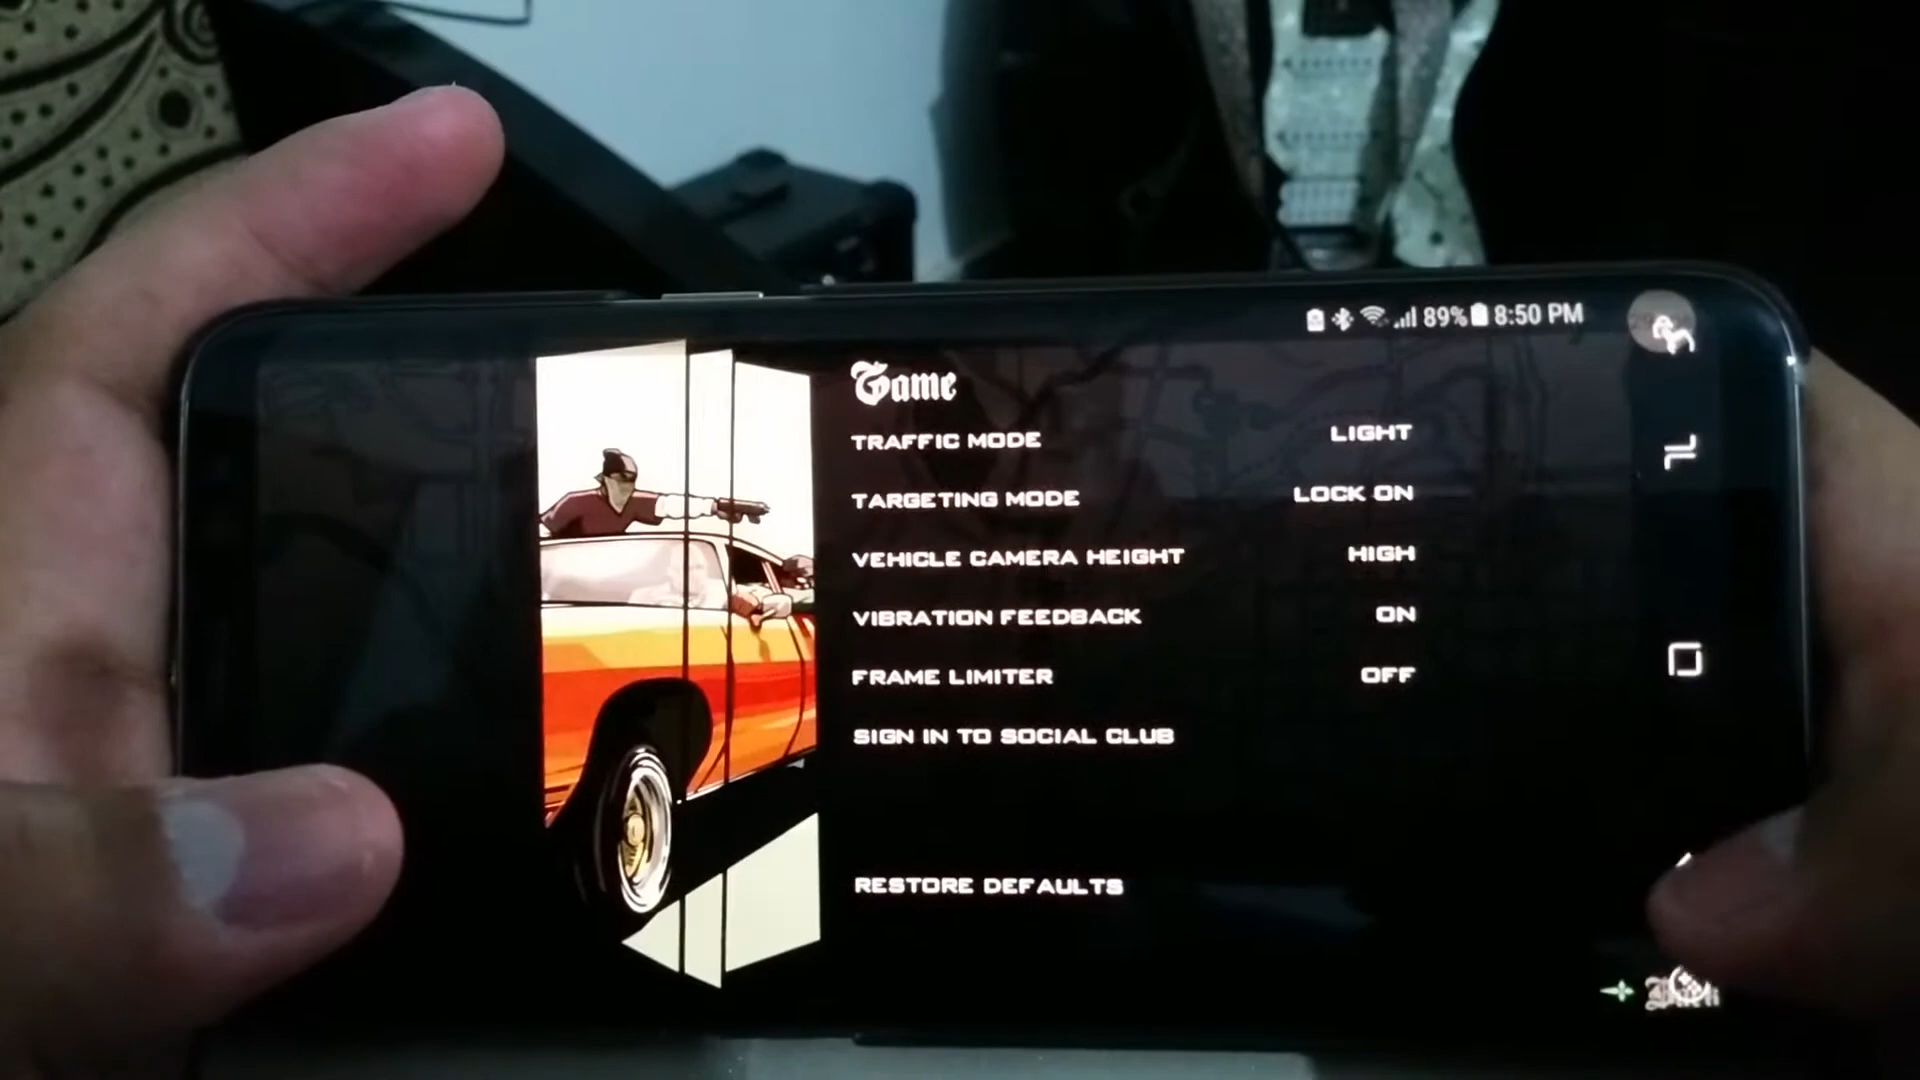 89% 8:50 PM
Game
TRAFFIC MODE LIGHT
TARGETING MODE LOCK ON
VEHICLE CAMERA HEIGHT HIGH
VIBRATION FEEDBACK ON
FRAME LIMITER OFF
SIGN IN TO SOCIAL CLUB
RESTORE DEFAULTS